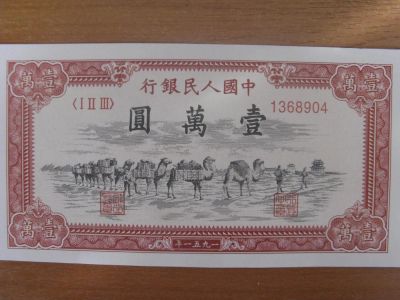 行銀民人國中
〈I II III〉
1368904
圓萬壹
壹萬
壹萬
壹萬
壹萬
年一五九一